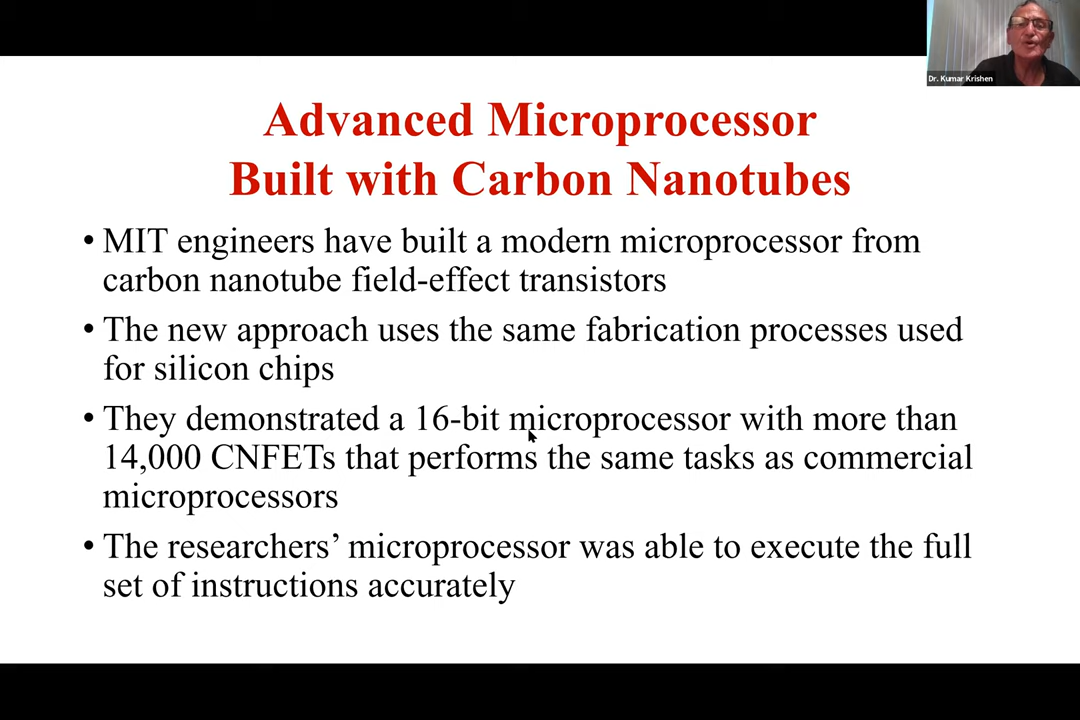 Dr. Kumar Krishen
Advanced Microprocessor
Built with Carbon Nanotubes
• MIT engineers have built a modern microprocessor from
carbon nanotube field-effect transistors
• The new approach uses the same fabrication processes used
for silicon chips
• They demonstrated a 16-bit microprocessor with more than
14,000 CNFETs that performs the same tasks as commercial
microprocessors
• The researchers’ microprocessor was able to execute the full
set of instructions accurately